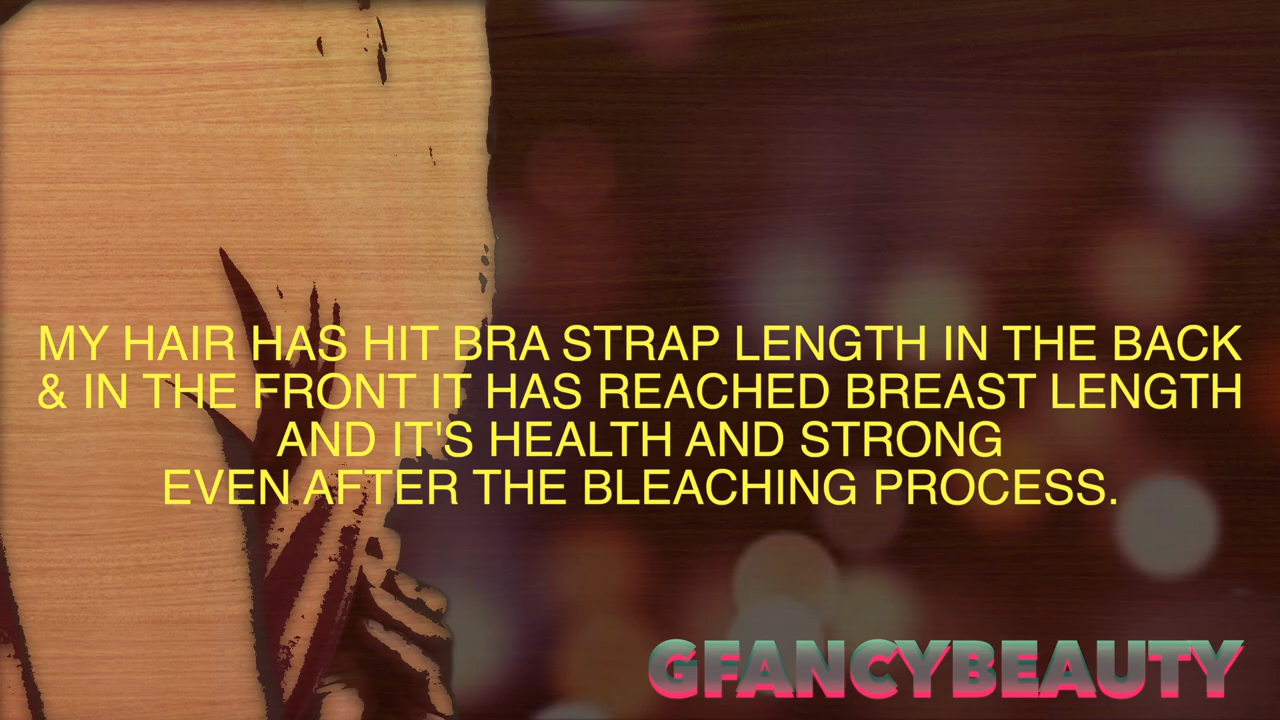 MY HAIR HAS HIT BRA STRAP LENGTH IN THE BACK
& IN THE FRONT IT HAS REACHED BREAST LENGTH
AND IT'S HEALTH AND STRONG
EVEN AFTER THE BLEACHING PROCESS.
GFANCYBEAUTY